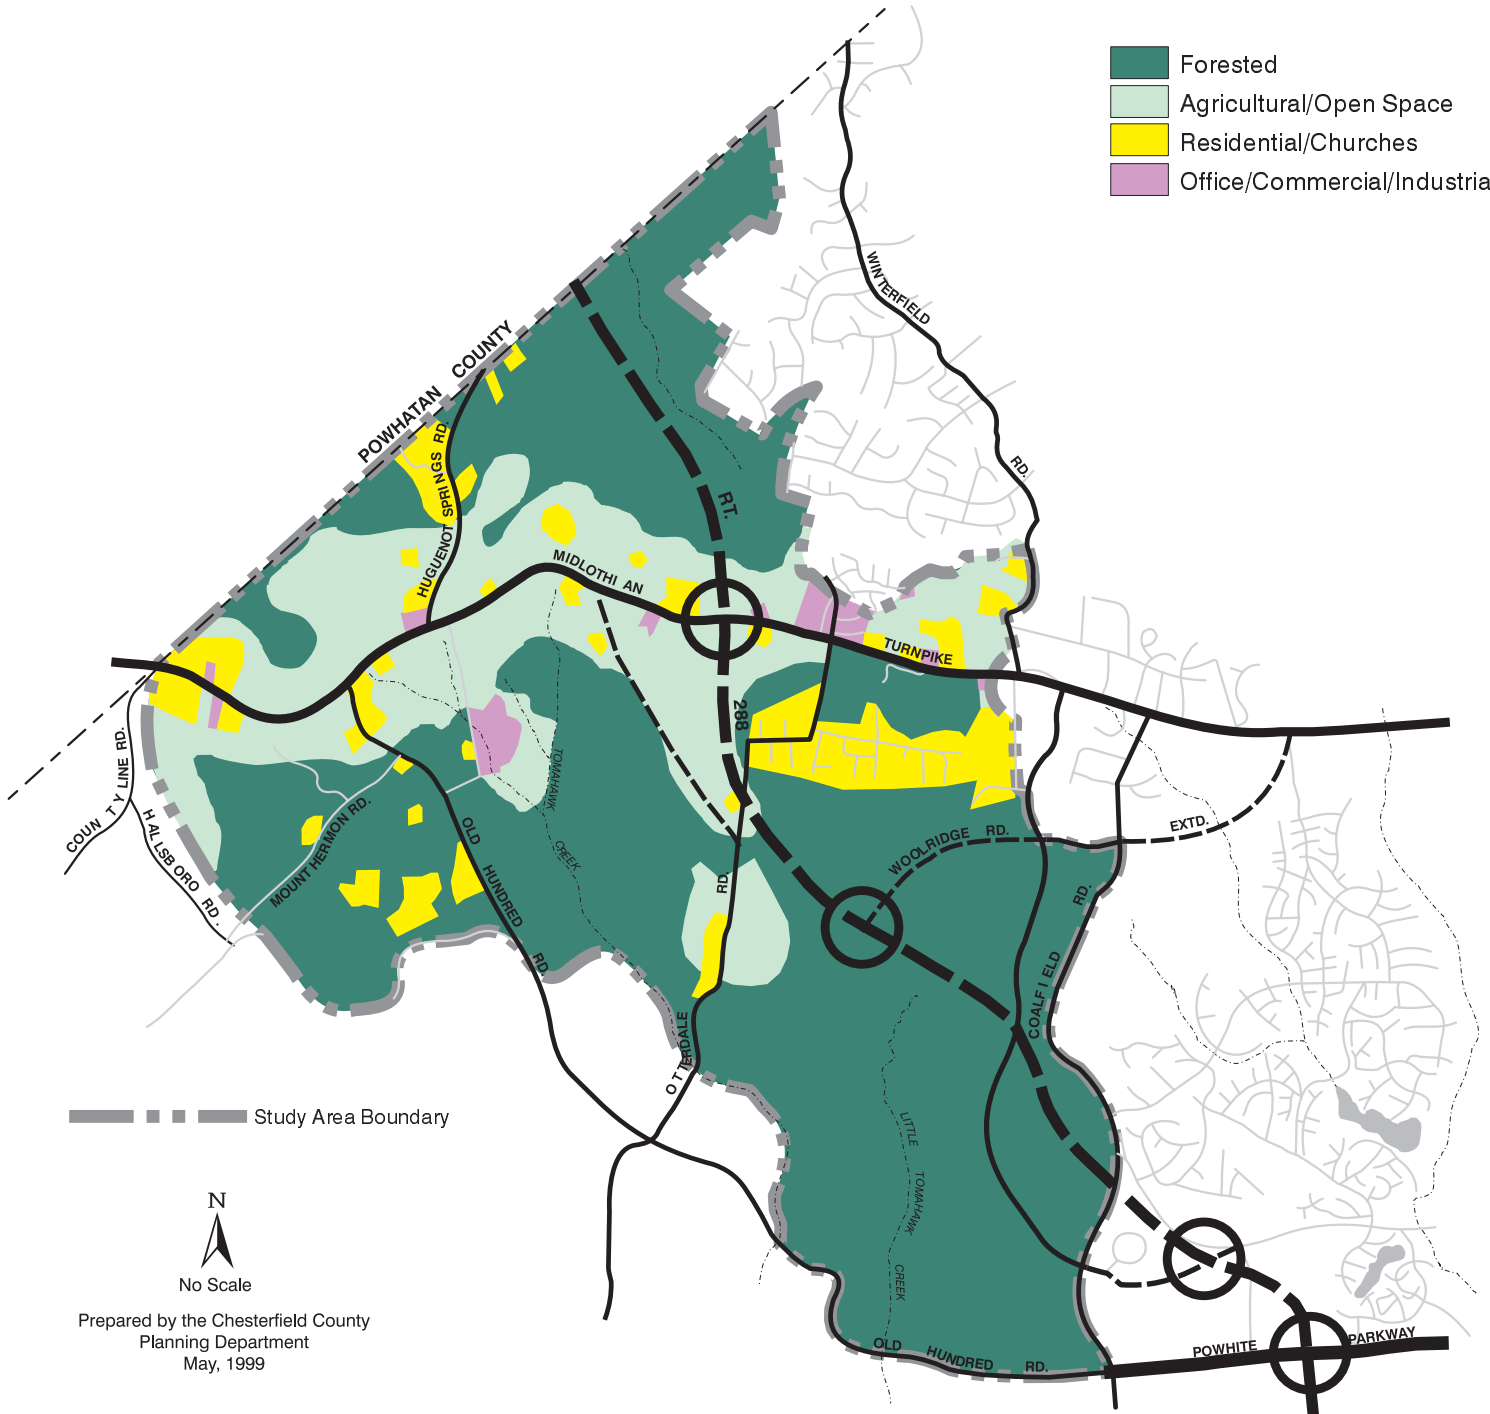 Forested
Agricultural/Open Space
Residential/Churches
Office/Commercial/Industria
WINTERFIELD
RD.
POWHATAN COUNTY
HUGUENOT SPRINGS RD.
RT.
288
MIDLOTHIAN
TURNPIKE
COUNTY LINE RD.
HALLSBORO RD.
MOUNT HERMON RD.
OLD HUNDRED RD.
TOMAHAWK
CREEK
WOOLRIDGE RD.
EXTD.
RD.
OTTERDALE
COALFIELD
RD.
LITTLE
TOMAHAWK
CREEK
Study Area Boundary
N
No Scale
Prepared by the Chesterfield County
Planning Department
May, 1999
OLD HUNDRED RD.
POWHITE
PARKWAY